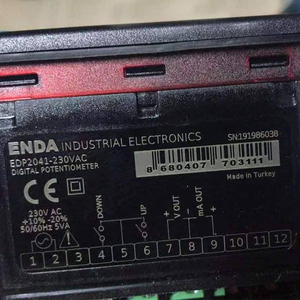 ENDA INDUSTRIAL ELECTRONICS
SN:191986038
EDP2041-230VAC
DIGITAL POTENTIOMETER
8 680407 703111
Made in Turkey
CE
230V AC
+10% -20%
50/60Hz 5VA
DOWN
UP
+
V OUT
-
-
mA OUT
+
1 2 3 4 5 6 7 8 9 10 11 12